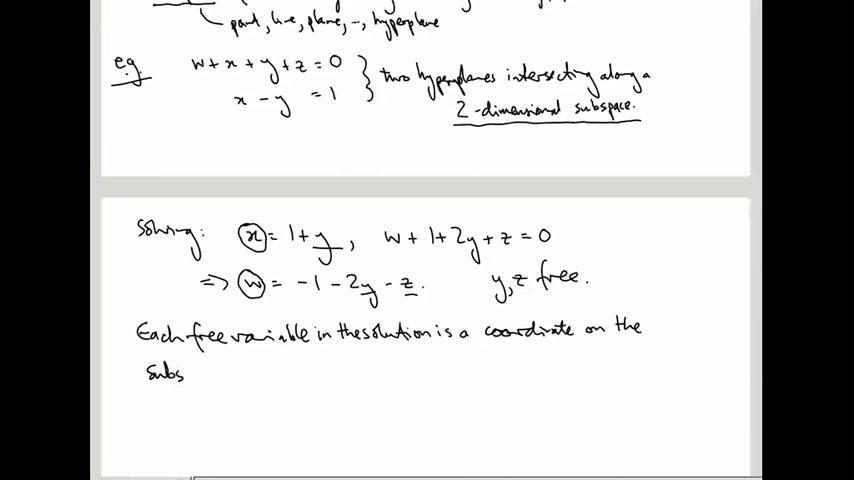 point, line, plane, ..., hyperplane
e.g. w + x + y + z = 0 } two hyperplanes intersecting along a
x - y = 1 2-dimensional subspace.
Solving: x = 1 + y, w + 1 + 2y + z = 0
=> w = -1 - 2y - z. y, z free.
Each free variable in the solution is a coordinate on the
subs